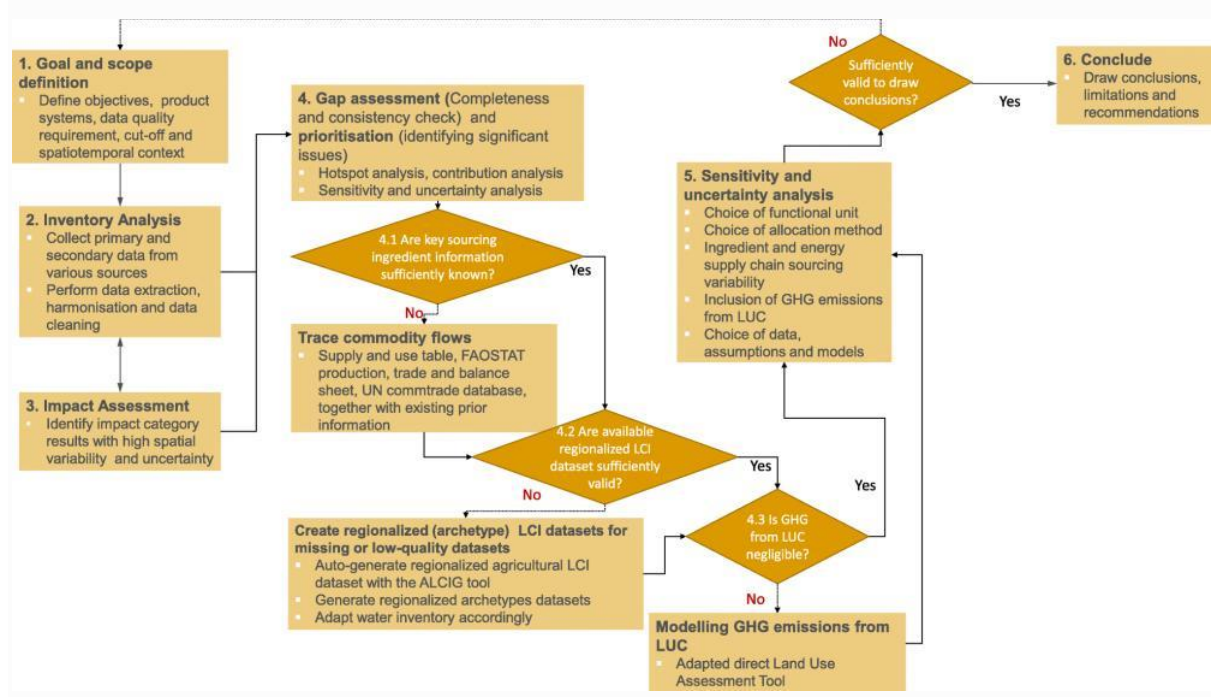 1. Goal and scope
definition
▪ Define objectives, product
systems, data quality
requirement, cut-off and
spatiotemporal context
2. Inventory Analysis
▪ Collect primary and
secondary data from
various sources
▪ Perform data extraction,
harmonisation and data
cleaning
3. Impact Assessment
▪ Identify impact category
results with high spatial
variability and uncertainty
4. Gap assessment (Completeness
and consistency check) and
prioritisation (identifying significant
issues)
▪ Hotspot analysis, contribution analysis
▪ Sensitivity and uncertainty analysis
4.1 Are key sourcing
ingredient information
sufficiently known?
Yes
No
Trace commodity flows
▪ Supply and use table, FAOSTAT
production, trade and balance
sheet, UN commtrade database,
together with existing prior
information
4.2 Are available
regionalized LCI
dataset sufficiently
valid?
Yes
No
Create regionalized (archetype) LCI datasets for
missing or low-quality datasets
▪ Auto-generate regionalized agricultural LCI
dataset with the ALCIG tool
▪ Generate regionalized archetypes datasets
▪ Adapt water inventory accordingly
4.3 Is GHG
from LUC
negligible?
Yes
No
Modelling GHG emissions from
LUC
▪ Adapted direct Land Use
Assessment Tool
5. Sensitivity and
uncertainty analysis
▪ Choice of functional unit
▪ Choice of allocation method
▪ Ingredient and energy
supply chain sourcing
variability
▪ Inclusion of GHG emissions
from LUC
▪ Choice of data,
assumptions and models
No
Sufficiently
valid to draw
conclusions?
Yes
6. Conclude
▪ Draw conclusions,
limitations and
recommendations